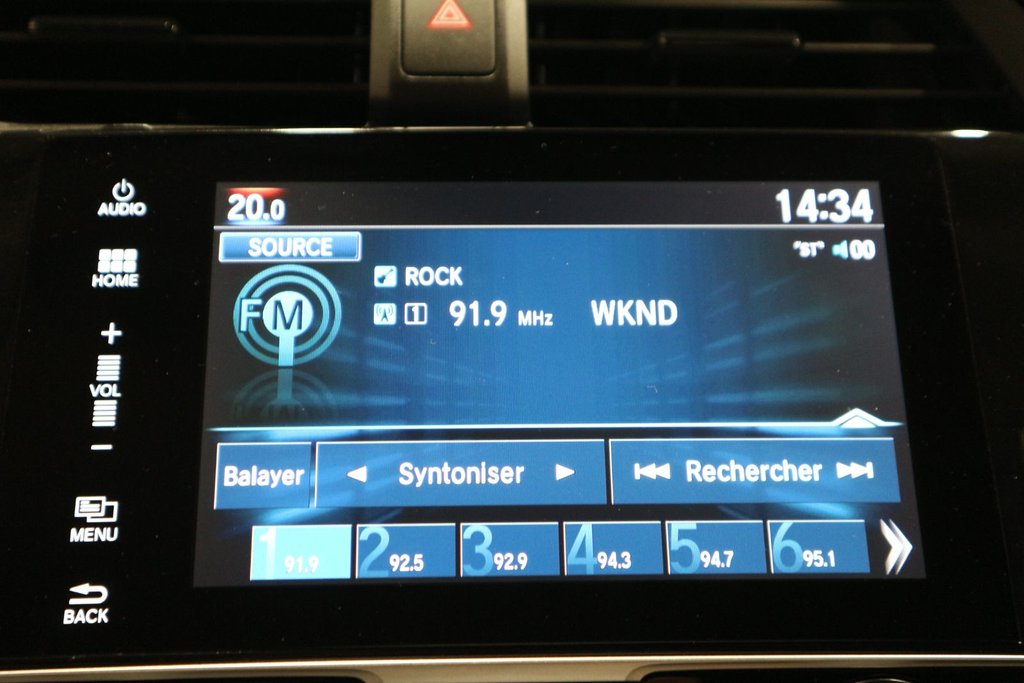 AUDIO
HOME
+
VOL
−
MENU
BACK
20.0 14:34
SOURCE "ST" 00
FM
ROCK
1 91.9 MHz WKND
Balayer Syntoniser Rechercher
1 91.9 2 92.5 3 92.9 4 94.3 5 94.7 6 95.1